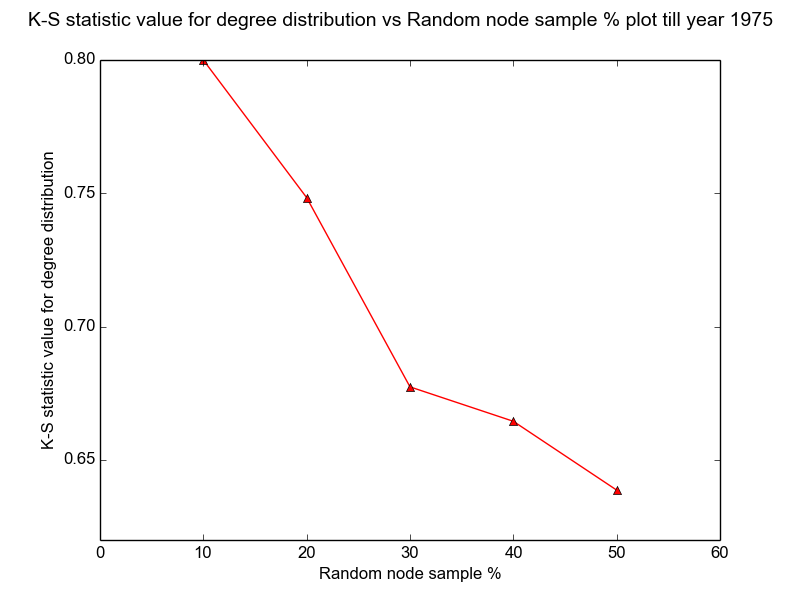 K-S statistic value for degree distribution vs Random node sample % plot till year 1975
K-S statistic value for degree distribution
0.80
0.75
0.70
0.65
0 10 20 30 40 50 60
Random node sample %